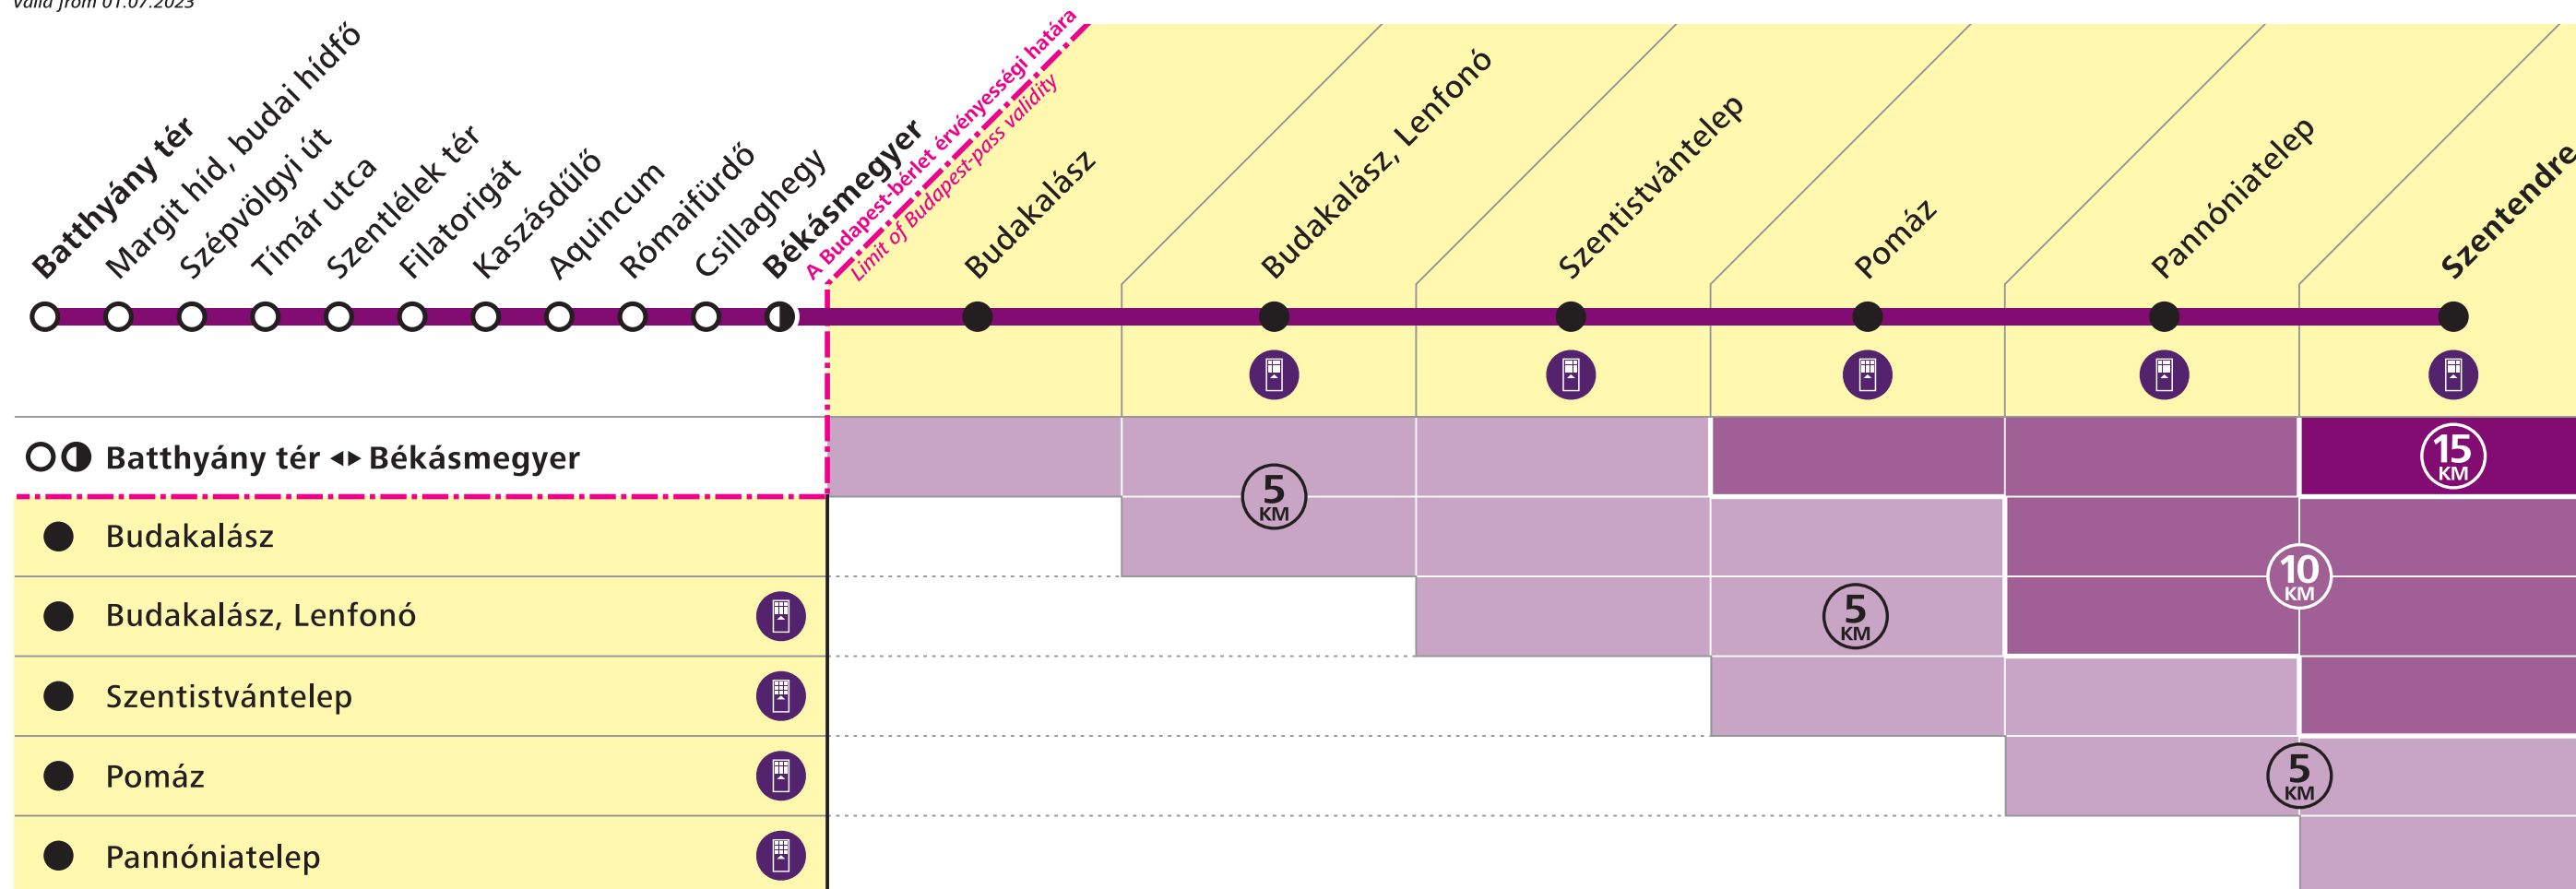 Valid from 01.07.2023
Batthyány tér
Margit híd, budai hídfő
Szépvölgyi út
Tímár utca
Szentlélek tér
Filatorigát
Kaszásdűlő
Aquincum
Rómaifürdő
Csillaghegy
Békásmegyer
A Budapest-bérlet érvényességi határa
Limit of Budapest-pass validity
Budakalász
Budakalász, Lenfonó
Szentistvántelep
Pomáz
Pannóniatelep
Szentendre
Batthyány tér ◂▸ Békásmegyer
15 KM
5 KM
Budakalász
10 KM
Budakalász, Lenfonó
5 KM
Szentistvántelep
Pomáz
5 KM
Pannóniatelep